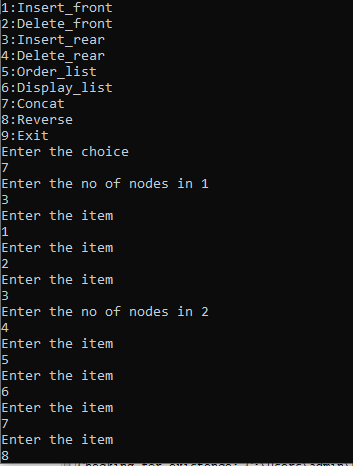 1:Insert_front
2:Delete_front
3:Insert_rear
4:Delete_rear
5:Order_list
6:Display_list
7:Concat
8:Reverse
9:Exit
Enter the choice
7
Enter the no of nodes in 1
3
Enter the item
1
Enter the item
2
Enter the item
3
Enter the no of nodes in 2
4
Enter the item
5
Enter the item
6
Enter the item
7
Enter the item
8